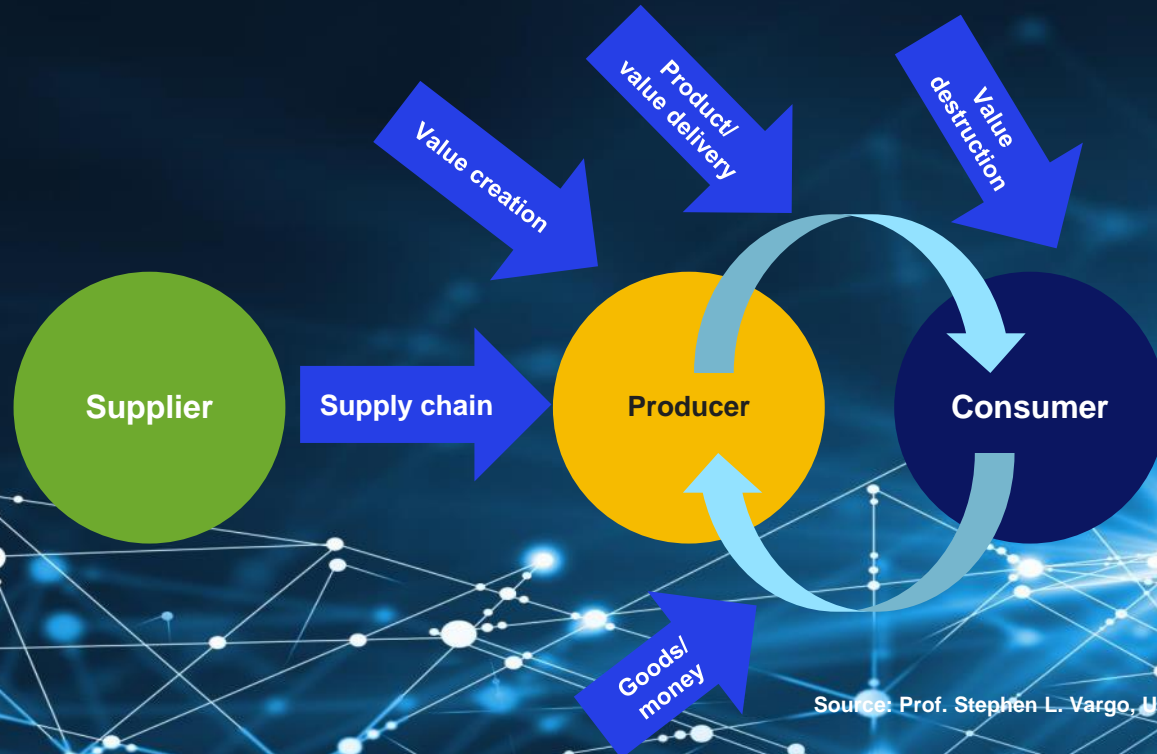 Product/
value delivery
Value
destruction
Value creation
Supplier
Supply chain
Producer
Consumer
Goods/
money
Source: Prof. Stephen L. Vargo, U